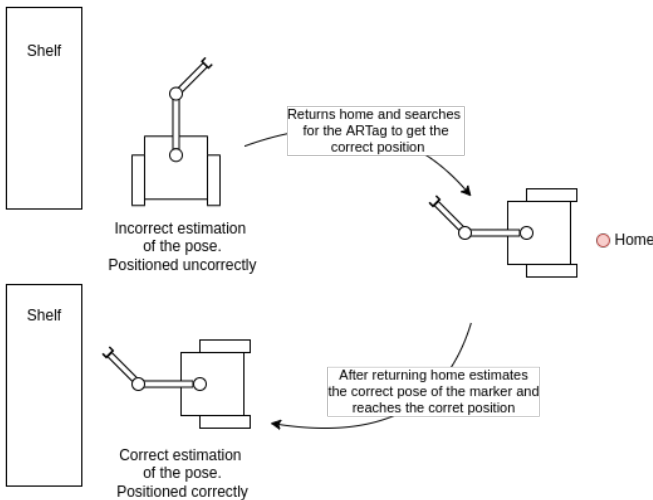 Shelf
Returns home and searches
for the ARTag to get the
correct position
Incorrect estimation
of the pose.
Positioned uncorrectly
Home
Shelf
After returning home estimates
the correct pose of the marker and
reaches the corret position
Correct estimation
of the pose.
Positioned correctly